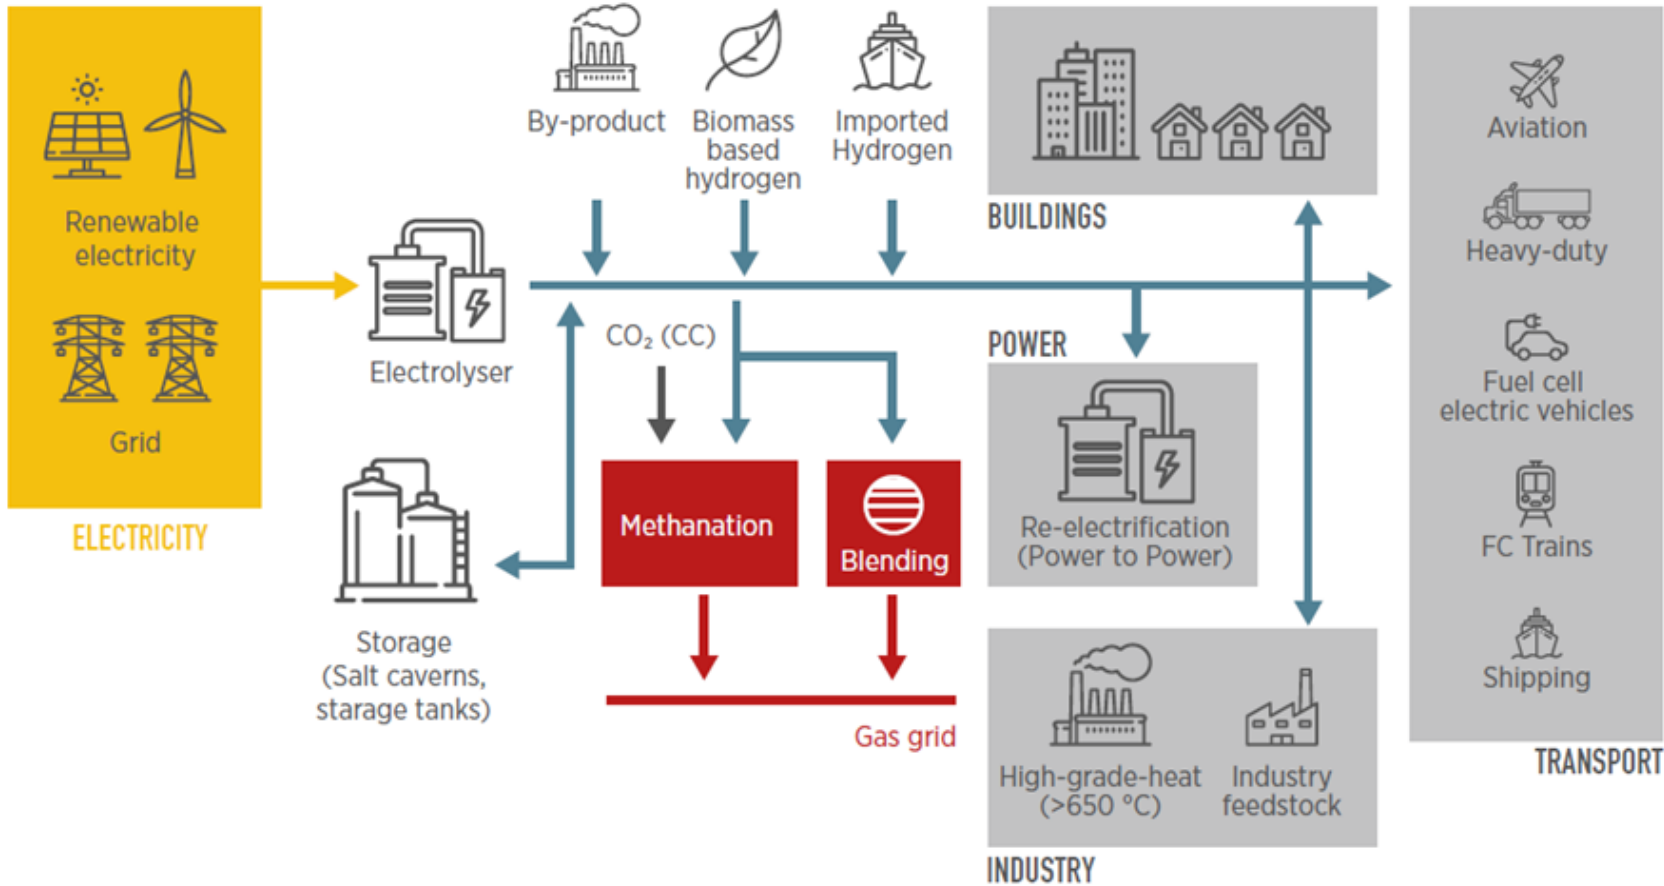 Renewable
electricity
Grid
ELECTRICITY
Electrolyser
Storage
(Salt caverns,
starage tanks)
By-product
Biomass
based
hydrogen
Imported
Hydrogen
CO₂ (CC)
Methanation
Blending
Gas grid
BUILDINGS
POWER
Re-electrification
(Power to Power)
High-grade-heat
(>650 °C)
Industry
feedstock
INDUSTRY
Aviation
Heavy-duty
Fuel cell
electric vehicles
FC Trains
Shipping
TRANSPORT